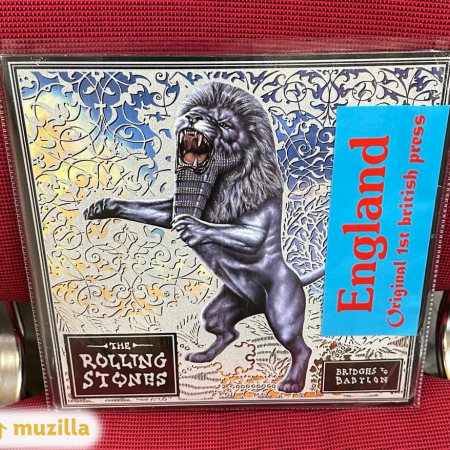 England
Original 1st british press
THE
ROLLING
STONES
BRIDGES TO
BABYLON
muzilla